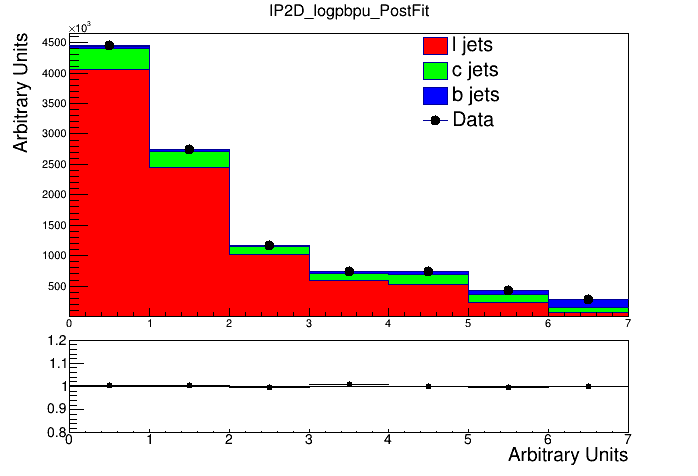 IP2D_logpbpu_PostFit
×10³
Arbitrary Units
4500
4000
3500
3000
2500
2000
1500
1000
500
l jets
c jets
b jets
Data
0 1 2 3 4 5 6 7
1.2
1.1
1
0.9
0.8
0 1 2 3 4 5 6 7
Arbitrary Units